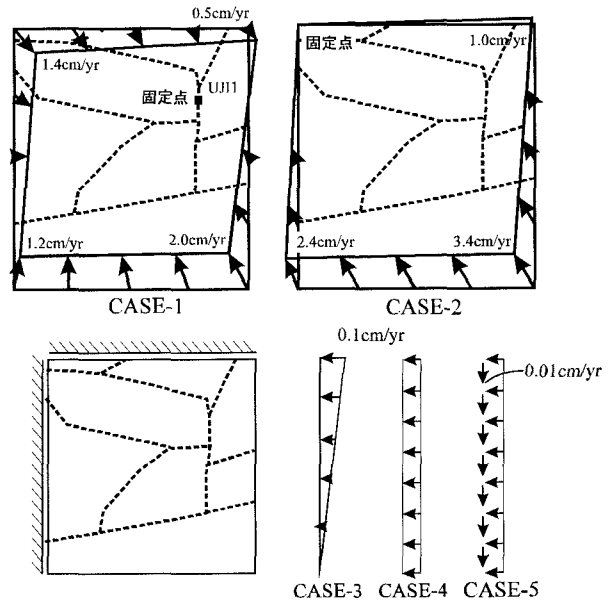 0.5cm/yr
1.4cm/yr
固定点
UJI1
1.2cm/yr
2.0cm/yr
CASE-1
固定点
1.0cm/yr
2.4cm/yr
3.4cm/yr
CASE-2
0.1cm/yr
0.01cm/yr
CASE-3
CASE-4
CASE-5